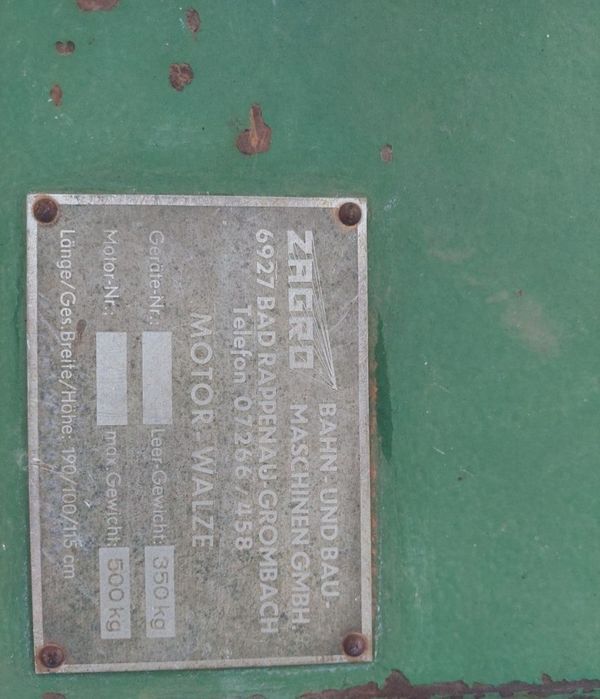 ZAGRO BAHN- UND BAU-
MASCHINEN GMBH.
6927 BAD RAPPENAU-GROMBACH
Telefon 07266/458
MOTOR-WALZE
Geräte-Nr.: Leer-Gewicht: 350 kg
Motor-Nr.: max. Gewicht: 500 kg
Länge/Ges.Breite/Höhe: 190/100/115 cm